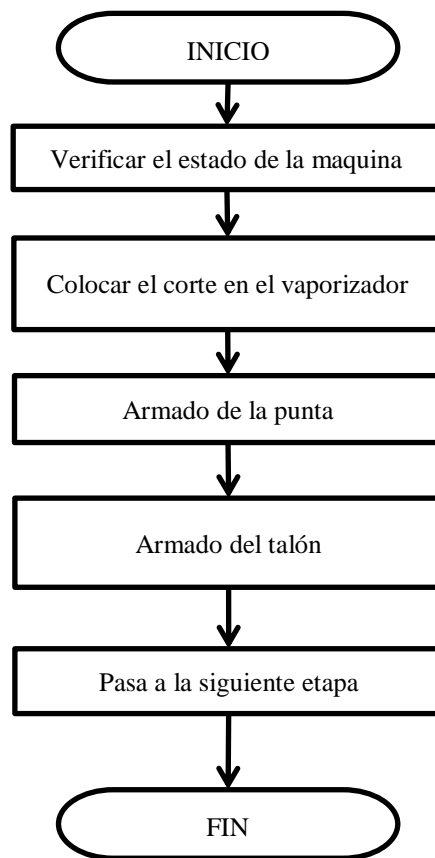 INICIO
Verificar el estado de la maquina
Colocar el corte en el vaporizador
Armado de la punta
Armado del talón
Pasa a la siguiente etapa
FIN